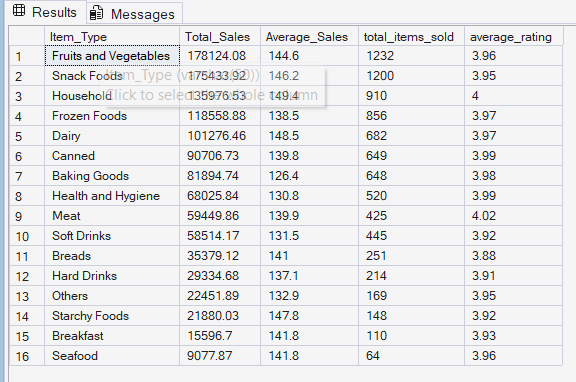 Results Messages
Item_Type Total_Sales Average_Sales total_items_sold average_rating
1 Fruits and Vegetables 178124.08 144.6 1232 3.96
2 Snack Foods 175433.92 146.2 1200 3.95
3 Household 135976.53 149.4 910 4
4 Frozen Foods 118558.88 138.5 856 3.97
5 Dairy 101276.46 148.5 682 3.97
6 Canned 90706.73 139.8 649 3.99
7 Baking Goods 81894.74 126.4 648 3.98
8 Health and Hygiene 68025.84 130.8 520 3.99
9 Meat 59449.86 139.9 425 4.02
10 Soft Drinks 58514.17 131.5 445 3.92
11 Breads 35379.12 141 251 3.88
12 Hard Drinks 29334.68 137.1 214 3.91
13 Others 22451.89 132.9 169 3.95
14 Starchy Foods 21880.03 147.8 148 3.92
15 Breakfast 15596.7 141.8 110 3.93
16 Seafood 9077.87 141.8 64 3.96
Item_Type
Click to select the whole column